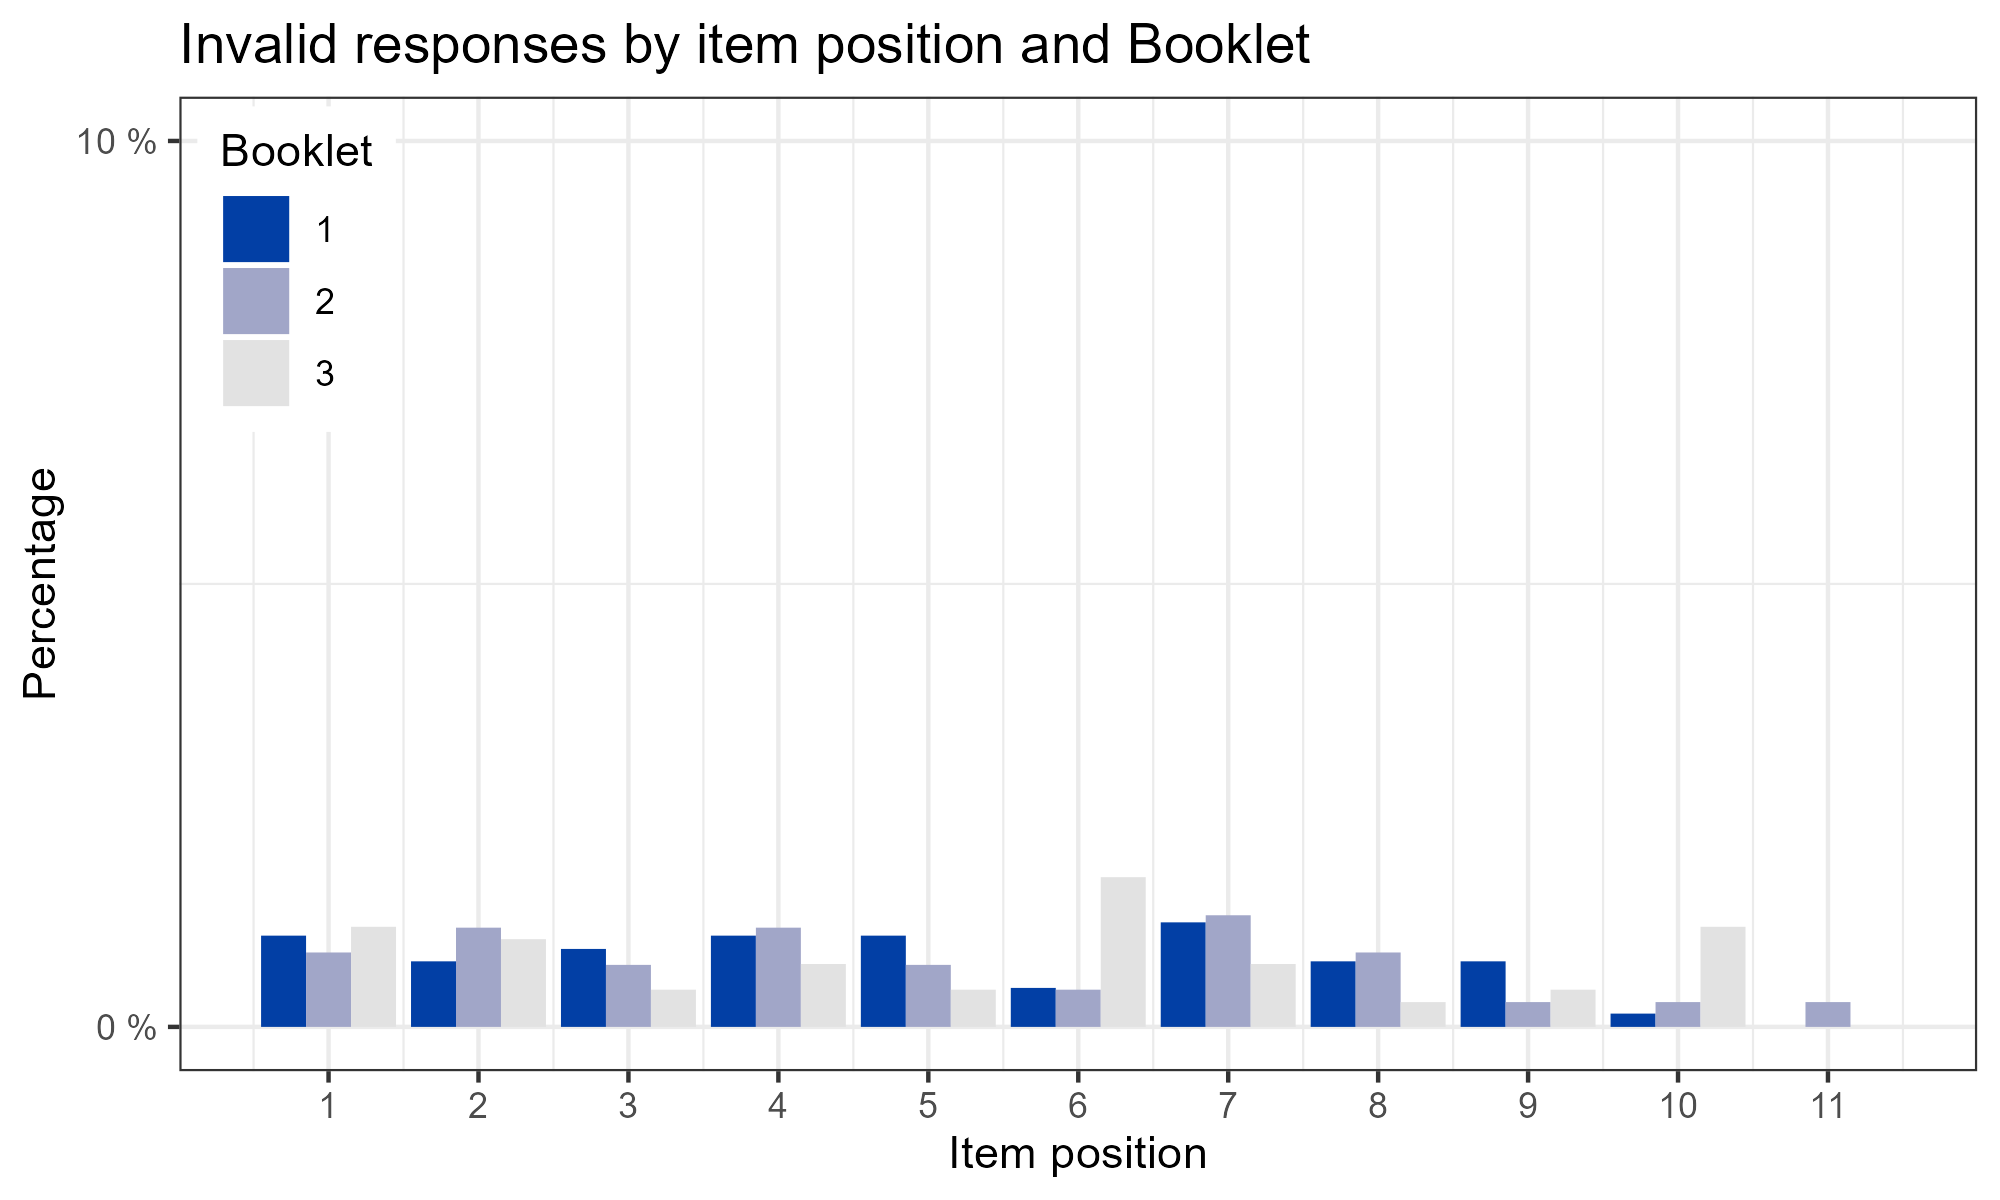 Invalid responses by item position and Booklet
10 %
Booklet
1
2
3
Percentage
0 %
1 2 3 4 5 6 7 8 9 10 11
Item position